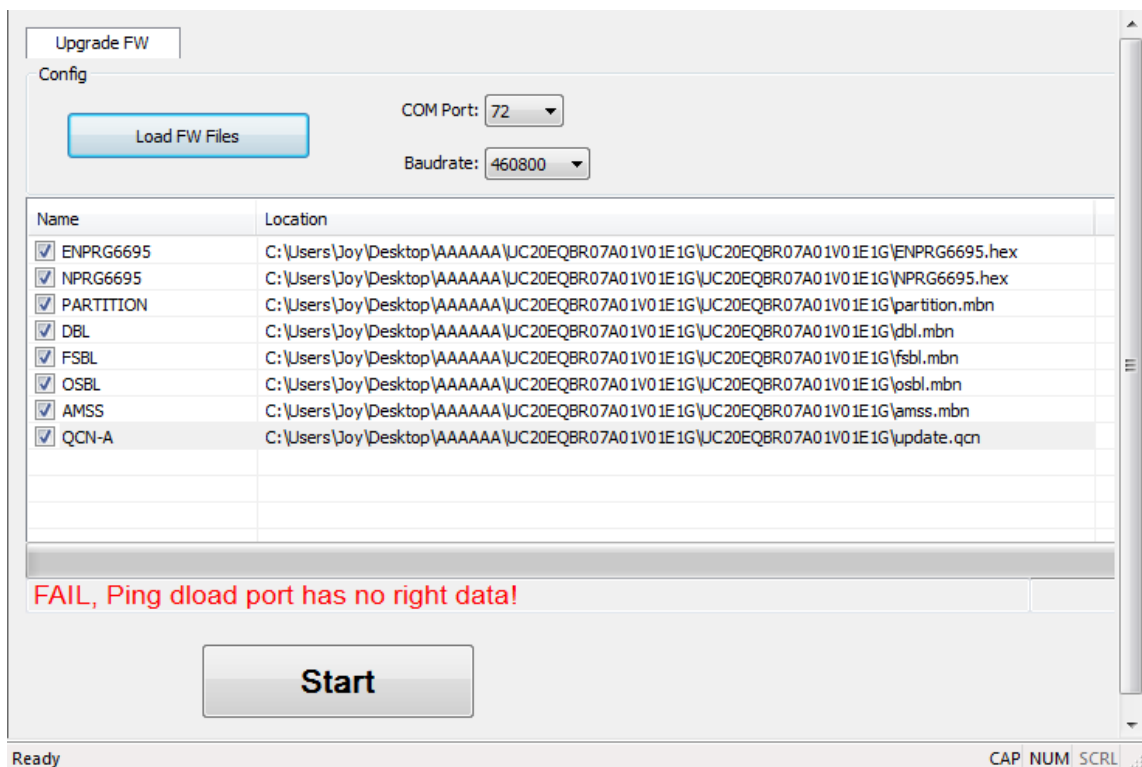 Upgrade FW
Config
Load FW Files
COM Port: 72
Baudrate: 460800
Name Location
ENPRG6695 C:\Users\Joy\Desktop\AAAAAA\UC20EQBR07A01V01E1G\UC20EQBR07A01V01E1G\ENPRG6695.hex
NPRG6695 C:\Users\Joy\Desktop\AAAAAA\UC20EQBR07A01V01E1G\UC20EQBR07A01V01E1G\NPRG6695.hex
PARTITION C:\Users\Joy\Desktop\AAAAAA\UC20EQBR07A01V01E1G\UC20EQBR07A01V01E1G\partition.mbn
DBL C:\Users\Joy\Desktop\AAAAAA\UC20EQBR07A01V01E1G\UC20EQBR07A01V01E1G\dbl.mbn
FSBL C:\Users\Joy\Desktop\AAAAAA\UC20EQBR07A01V01E1G\UC20EQBR07A01V01E1G\fsbl.mbn
OSBL C:\Users\Joy\Desktop\AAAAAA\UC20EQBR07A01V01E1G\UC20EQBR07A01V01E1G\osbl.mbn
AMSS C:\Users\Joy\Desktop\AAAAAA\UC20EQBR07A01V01E1G\UC20EQBR07A01V01E1G\amss.mbn
QCN-A C:\Users\Joy\Desktop\AAAAAA\UC20EQBR07A01V01E1G\UC20EQBR07A01V01E1G\update.qcn
FAIL, Ping dload port has no right data!
Start
Ready CAP NUM SCRL